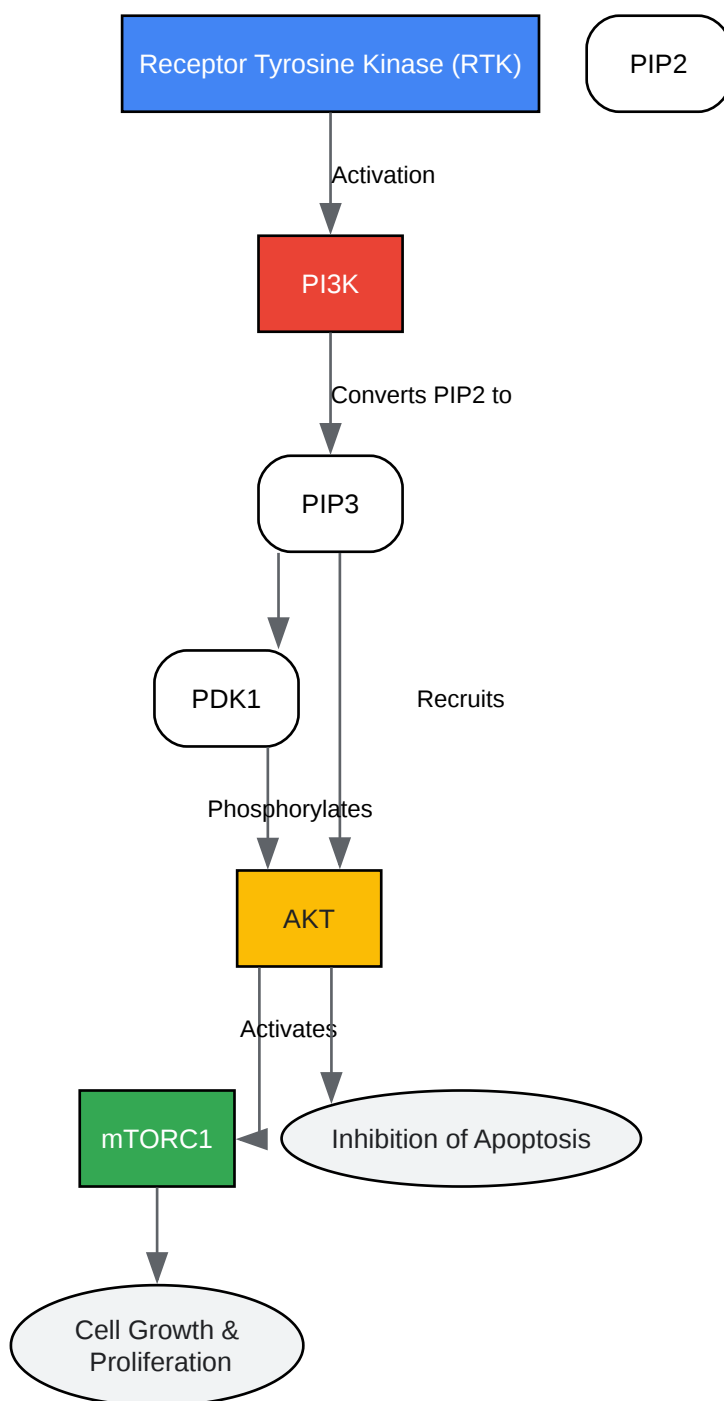 Receptor Tyrosine Kinase (RTK)
PIP2
Activation
PI3K
Converts PIP2 to
PIP3
PDK1
Recruits
Phosphorylates
AKT
Activates
mTORC1
Inhibition of Apoptosis
Cell Growth &
Proliferation